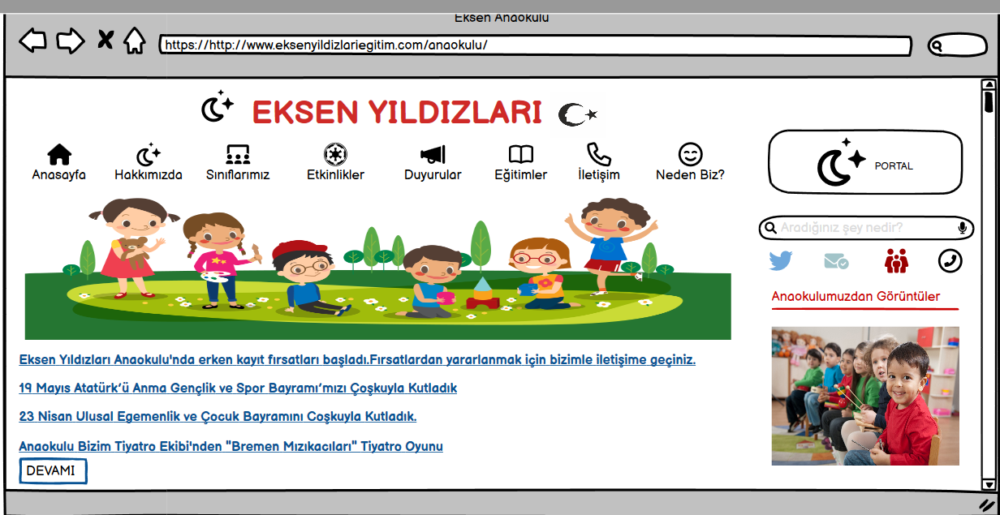 Eksen Anaokulu
https://http://www.eksenyildizlariegitim.com/anaokulu/
EKSEN YILDIZLARI
Anasayfa Hakkımızda Sınıflarımız Etkinlikler Duyurular Eğitimler İletişim Neden Biz?
PORTAL
Aradığınız şey nedir?
Anaokulumuzdan Görüntüler
Eksen Yıldızları Anaokulu'nda erken kayıt fırsatları başladı.Fırsatlardan yararlanmak için bizimle iletişime geçiniz.
19 Mayıs Atatürk'ü Anma Gençlik ve Spor Bayramı'mızı Çoşkuyla Kutladık
23 Nisan Ulusal Egemenlik ve Çocuk Bayramını Coşkuyla Kutladık.
Anaokulu Bizim Tiyatro Ekibi'nden "Bremen Mızıkacıları" Tiyatro Oyunu
DEVAMI